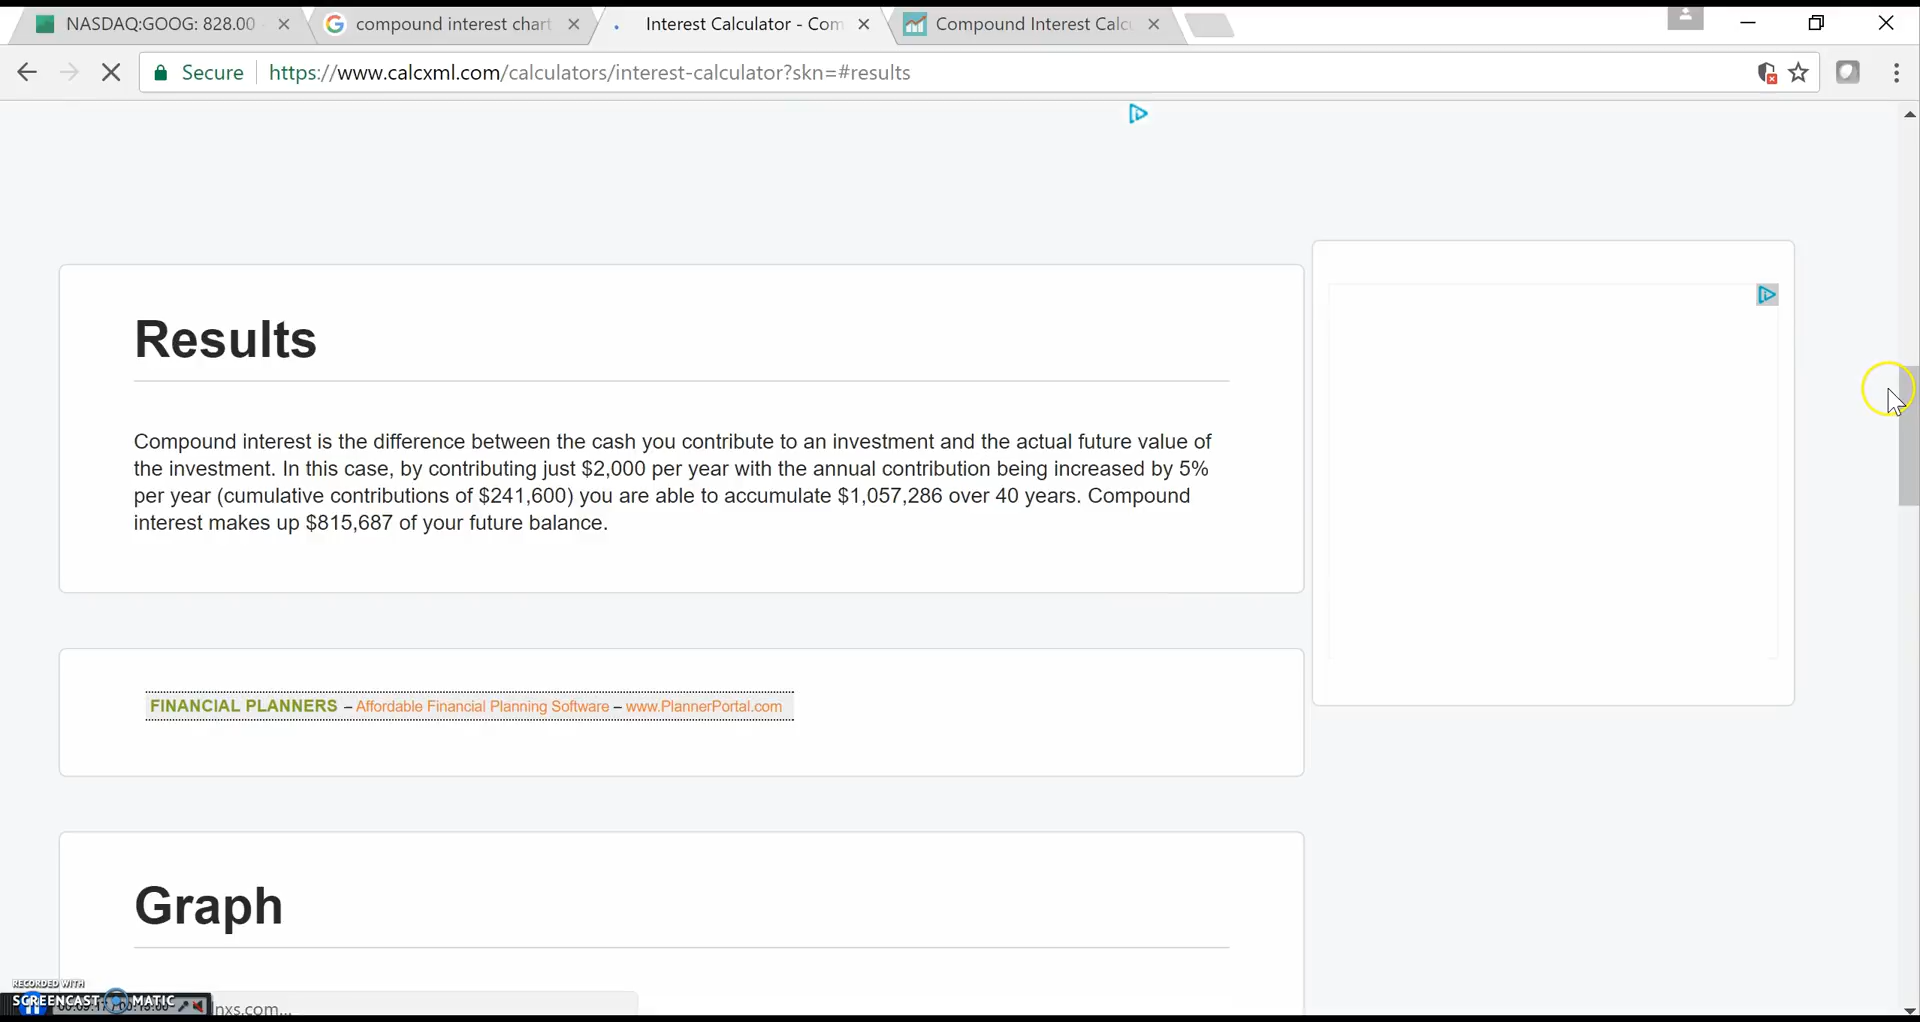 NASDAQ:GOOG: 828.00
compound interest chart
Interest Calculator - Com
Compound Interest Calcu
Secure
https://www.calcxml.com/calculators/interest-calculator?skn=#results
Results
Compound interest is the difference between the cash you contribute to an investment and the actual future value of
the investment. In this case, by contributing just $2,000 per year with the annual contribution being increased by 5%
per year (cumulative contributions of $241,600) you are able to accumulate $1,057,286 over 40 years. Compound
interest makes up $815,687 of your future balance.
FINANCIAL PLANNERS – Affordable Financial Planning Software – www.PlannerPortal.com
Graph
RECORDED WITH
SCREENCAST MATIC
lnxs.com...